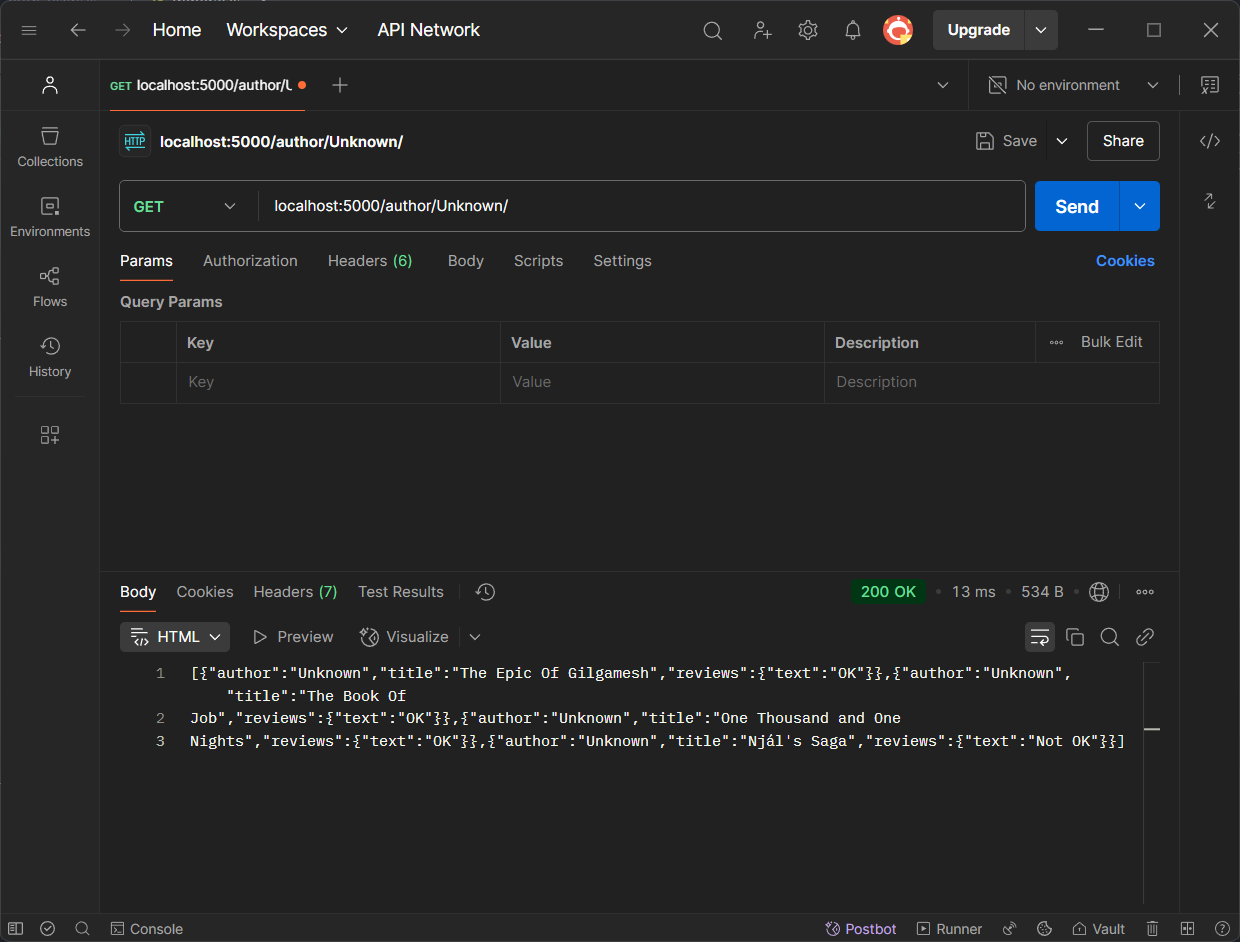 Home
Workspaces
API Network
Upgrade
GET localhost:5000/author/U
No environment
HTTP localhost:5000/author/Unknown/
Save
Share
Collections
Environments
Flows
History
GET
localhost:5000/author/Unknown/
Send
Params
Authorization
Headers (6)
Body
Scripts
Settings
Cookies
Query Params
Key
Value
Description
Bulk Edit
Key
Value
Description
Body
Cookies
Headers (7)
Test Results
200 OK
13 ms
534 B
HTML
Preview
Visualize
1 [{"author":"Unknown","title":"The Epic Of Gilgamesh","reviews":{"text":"OK"}},{"author":"Unknown",
"title":"The Book Of
2 Job","reviews":{"text":"OK"}},{"author":"Unknown","title":"One Thousand and One
3 Nights","reviews":{"text":"OK"}},{"author":"Unknown","title":"Njál's Saga","reviews":{"text":"Not OK"}}]
Console
Postbot
Runner
Vault